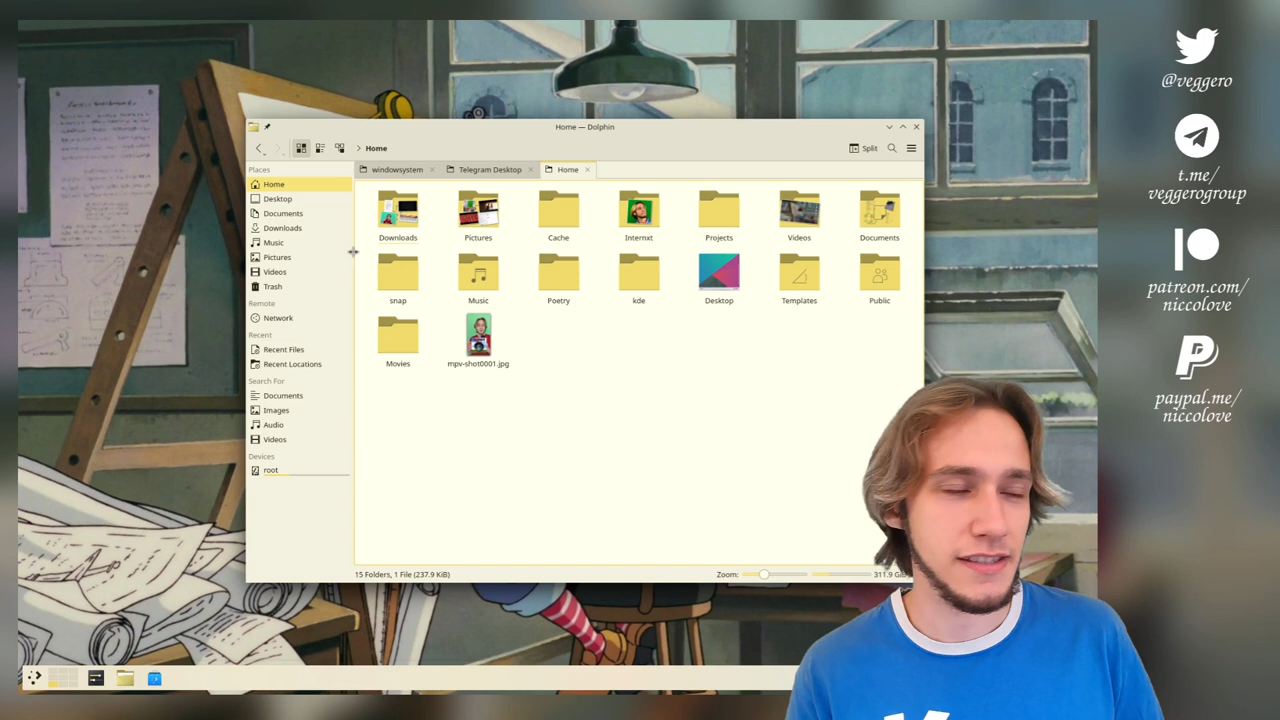 Home — Dolphin
Home
Split
windowsystem
Telegram Desktop
Home
Places
Home
Desktop
Documents
Downloads
Music
Pictures
Videos
Trash
Remote
Network
Recent
Recent Files
Recent Locations
Search For
Documents
Images
Audio
Videos
Devices
root
Downloads
Pictures
Cache
Internxt
Projects
Videos
Documents
snap
Music
Poetry
kde
Desktop
Templates
Public
Movies
mpv-shot0001.jpg
15 Folders, 1 File (237.9 KiB)
Zoom:
311.9
@veggero
t.me/
veggerogroup
patreon.com/
niccolove
paypal.me/
niccolove